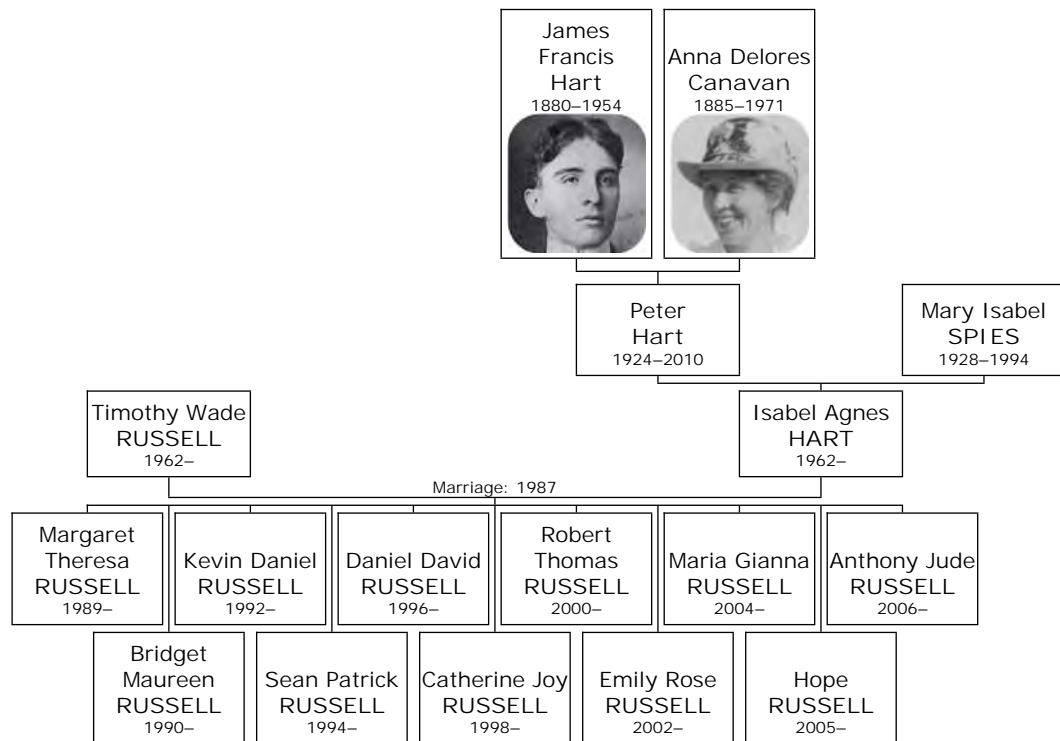 James
Francis
Hart
1880–1954
Anna Delores
Canavan
1885–1971
Peter
Hart
1924–2010
Mary Isabel
SPIES
1928–1994
Timothy Wade
RUSSELL
1962–
Isabel Agnes
HART
1962–
Marriage: 1987
Margaret
Theresa
RUSSELL
1989–
Kevin Daniel
RUSSELL
1992–
Daniel David
RUSSELL
1996–
Robert
Thomas
RUSSELL
2000–
Maria Gianna
RUSSELL
2004–
Anthony Jude
RUSSELL
2006–
Bridget
Maureen
RUSSELL
1990–
Sean Patrick
RUSSELL
1994–
Catherine Joy
RUSSELL
1998–
Emily Rose
RUSSELL
2002–
Hope
RUSSELL
2005–